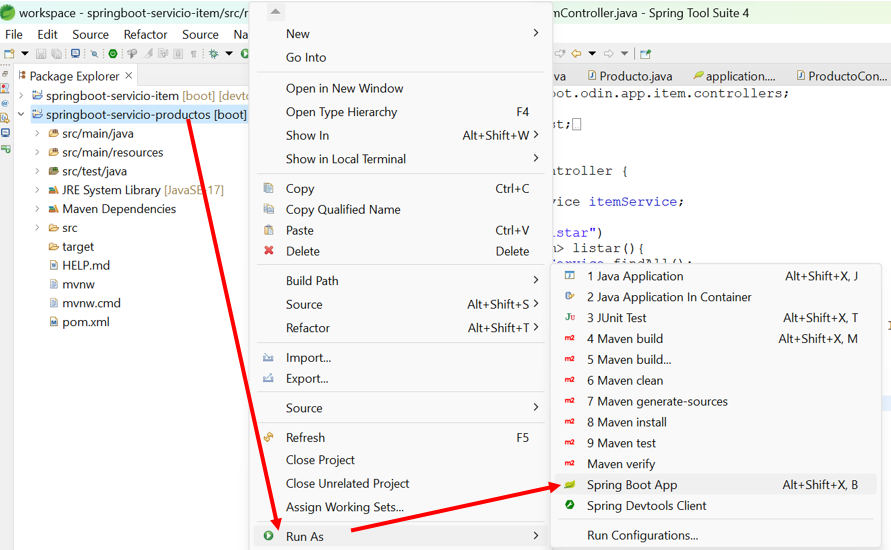 workspace - springboot-servicio-item/src/
mController.java - Spring Tool Suite 4
File Edit Source Refactor Source Na
Package Explorer ×
springboot-servicio-item [boot] [devto
springboot-servicio-productos [boot]
src/main/java
src/main/resources
src/test/java
JRE System Library [JavaSE-17]
Maven Dependencies
src
target
HELP.md
mvnw
mvnw.cmd
pom.xml
New
Go Into
Open in New Window
Open Type Hierarchy F4
Show In Alt+Shift+W
Show in Local Terminal
Copy Ctrl+C
Copy Qualified Name
Paste Ctrl+V
Delete Delete
Build Path
Source Alt+Shift+S
Refactor Alt+Shift+T
Import...
Export...
Source
Refresh F5
Close Project
Close Unrelated Project
Assign Working Sets...
Run As
va Producto.java application.... ProductoCon...
oot.odin.app.item.controllers;
st;
ontroller {
vice itemService;
istar")
m> listar(){
Service.findAll();
1 Java Application Alt+Shift+X, J
2 Java Application In Container
3 JUnit Test Alt+Shift+X, T
4 Maven build Alt+Shift+X, M
5 Maven build...
6 Maven clean
7 Maven generate-sources
8 Maven install
9 Maven test
Maven verify
Spring Boot App Alt+Shift+X, B
Spring Devtools Client
Run Configurations...